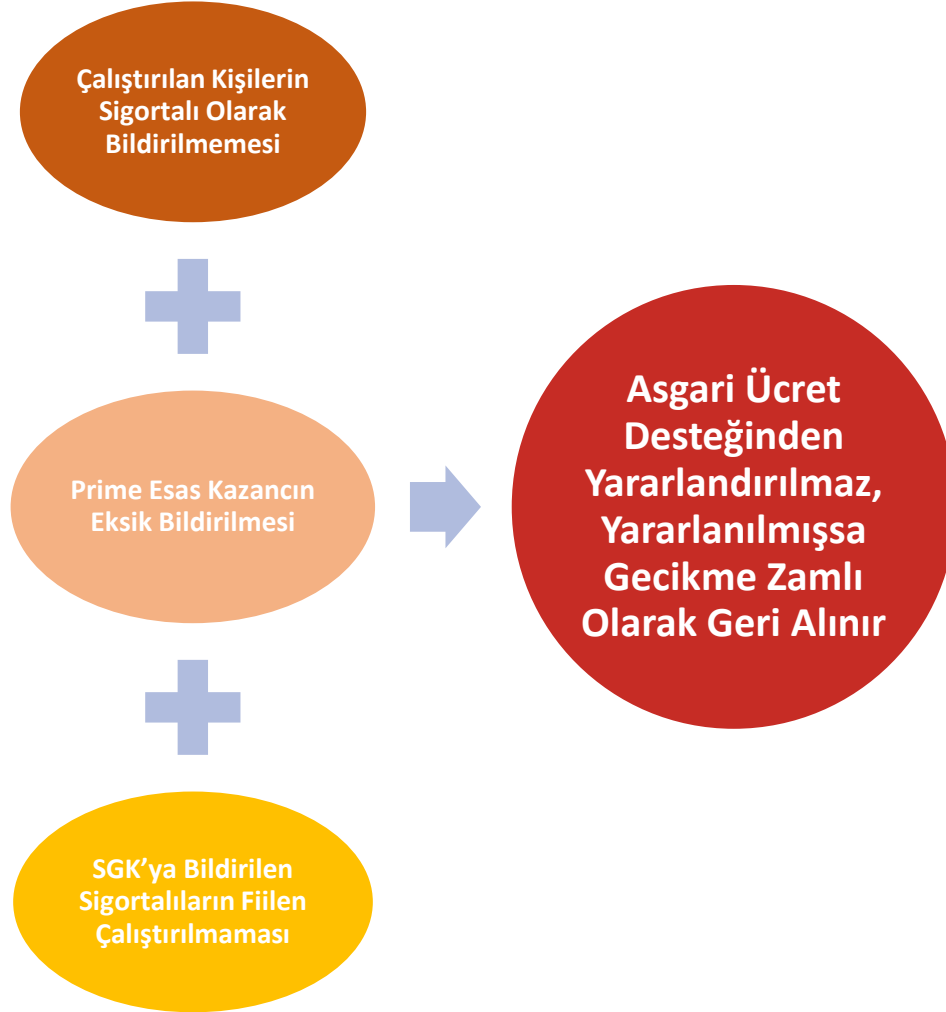 Çalıştırılan Kişilerin
Sigortalı Olarak
Bildirilmemesi
Prime Esas Kazancın
Eksik Bildirilmesi
SGK’ya Bildirilen
Sigortalıların Fiilen
Çalıştırılmaması
Asgari Ücret
Desteğinden
Yararlandırılmaz,
Yararlanılmışsa
Gecikme Zamlı
Olarak Geri Alınır